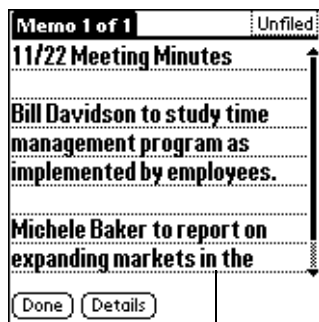 Memo 1 of 1 Unfiled
11/22 Meeting Minutes
Bill Davidson to study time
management program as
implemented by employees.
Michele Baker to report on
expanding markets in the
Done Details